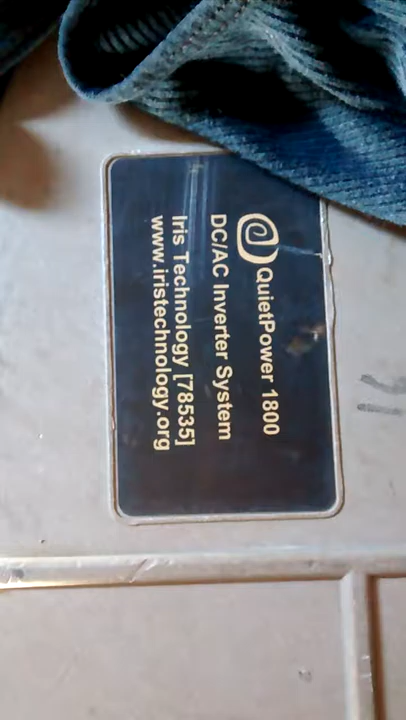 QuietPower 1800
DC/AC Inverter System
Iris Technology [78535]
www.iristechnology.org